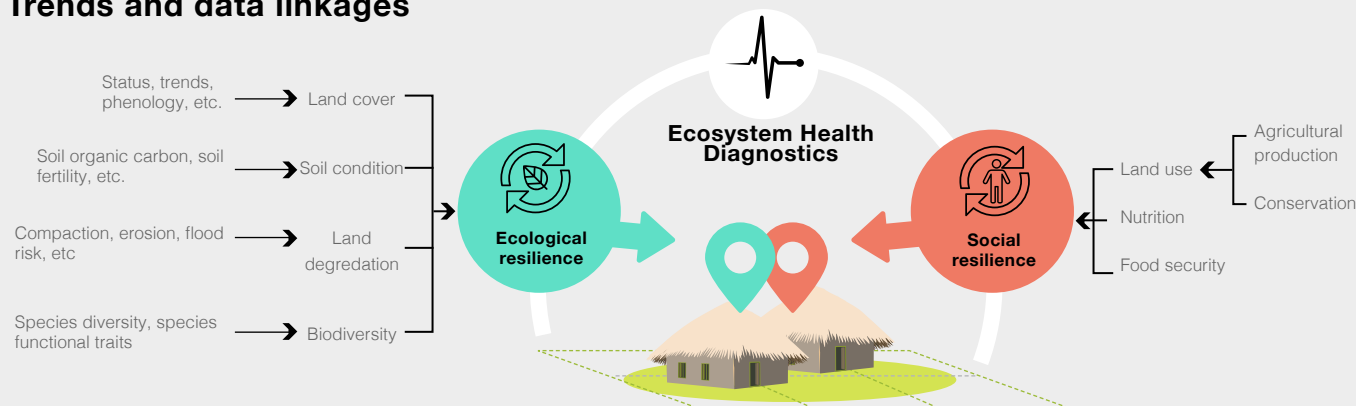 Trends and data linkages
Status, trends,
phenology, etc.
Land cover
Soil organic carbon, soil
fertility, etc.
Soil condition
Compaction, erosion, flood
risk, etc
Land
degredation
Species diversity, species
functional traits
Biodiversity
Ecological
resilience
Ecosystem Health
Diagnostics
Social
resilience
Land use
Nutrition
Food security
Agricultural
production
Conservation